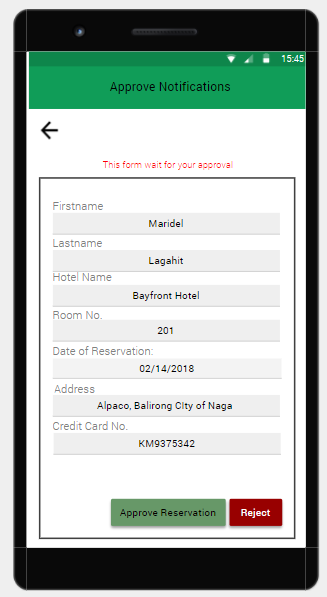 15:45
Approve Notifications
This form wait for your approval
Firstname
Maridel
Lastname
Lagahit
Hotel Name
Bayfront Hotel
Room No.
201
Date of Reservation:
02/14/2018
Address
Alpaco, Balirong CIty of Naga
Credit Card No.
KM9375342
Approve Reservation Reject